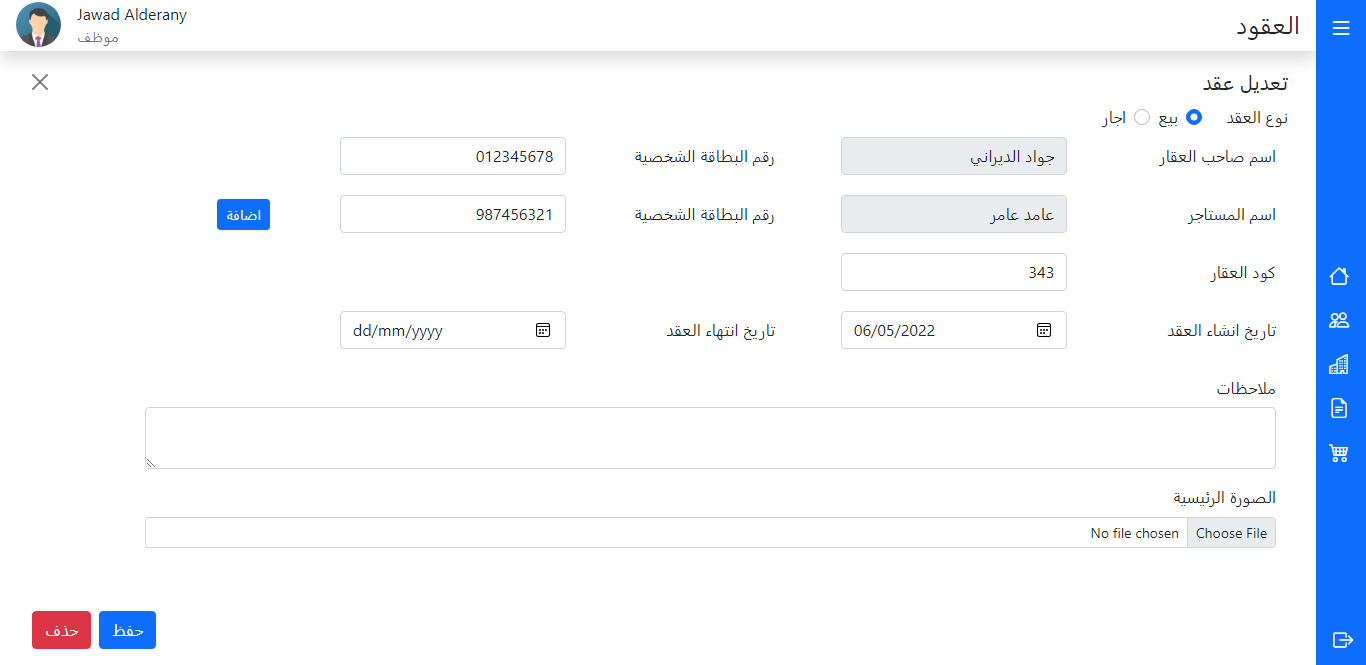 العقود
Jawad Alderany
موظف
تعديل عقد
نوع العقد بيع اجار
اسم صاحب العقار جواد الديراني رقم البطاقة الشخصية 012345678
اسم المستاجر عامد عامر رقم البطاقة الشخصية 987456321 اضافة
كود العقار 343
تاريخ انشاء العقد 06/05/2022 تاريخ انتهاء العقد dd/mm/yyyy
ملاحظات
الصورة الرئيسية
Choose File No file chosen
حفظ حذف